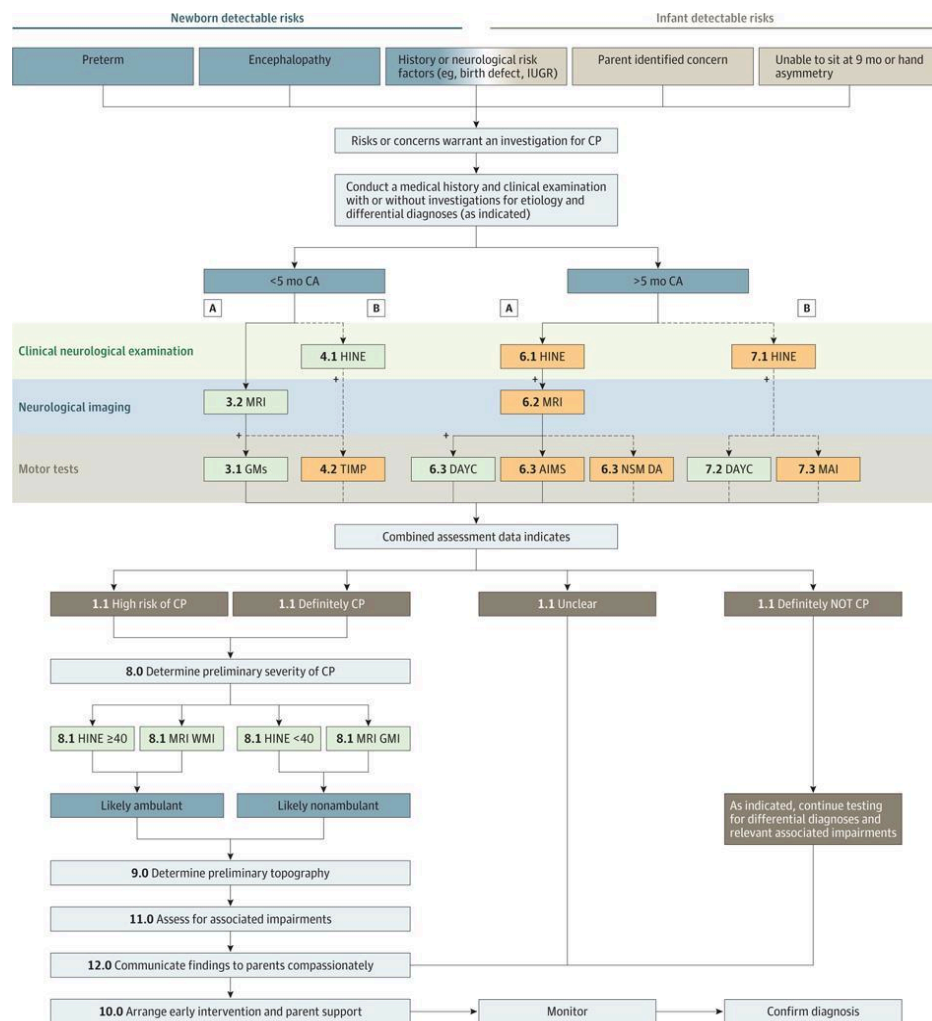 Newborn detectable risks
Infant detectable risks
Preterm
Encephalopathy
History or neurological risk
factors (eg, birth defect, IUGR)
Parent identified concern
Unable to sit at 9 mo or hand
asymmetry
Risks or concerns warrant an investigation for CP
Conduct a medical history and clinical examination
with or without investigations for etiology and
differential diagnoses (as indicated)
<5 mo CA
>5 mo CA
A
B
A
B
Clinical neurological examination
4.1 HINE
6.1 HINE
7.1 HINE
+
+
+
Neurological imaging
3.2 MRI
6.2 MRI
+
+
Motor tests
3.1 GMs
4.2 TIMP
6.3 DAYC
6.3 AIMS
6.3 NSM DA
7.2 DAYC
7.3 MAI
Combined assessment data indicates
1.1 High risk of CP
1.1 Definitely CP
1.1 Unclear
1.1 Definitely NOT CP
8.0 Determine preliminary severity of CP
8.1 HINE ≥40
8.1 MRI WMI
8.1 HINE <40
8.1 MRI GMI
Likely ambulant
Likely nonambulant
As indicated, continue testing
for differential diagnoses and
relevant associated impairments
9.0 Determine preliminary topography
11.0 Assess for associated impairments
12.0 Communicate findings to parents compassionately
10.0 Arrange early intervention and parent support
Monitor
Confirm diagnosis